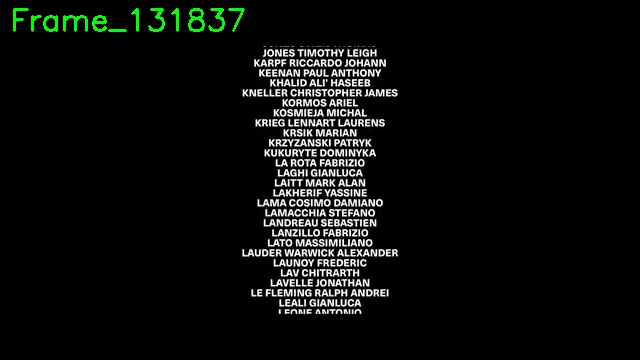 Frame_131837
JONES TIMOTHY LEIGH
KARPF RICCARDO JOHANN
KEENAN PAUL ANTHONY
KHALID ALI' HASEEB
KNELLER CHRISTOPHER JAMES
KORMOS ARIEL
KOSMIEJA MICHAL
KRIEG LENNART LAURENS
KRSIK MARIAN
KRZYZANSKI PATRYK
KUKURYTE DOMINYKA
LA ROTA FABRIZIO
LAGHI GIANLUCA
LAITT MARK ALAN
LAKHERIF YASSINE
LAMA COSIMO DAMIANO
LAMACCHIA STEFANO
LANDREAU SEBASTIEN
LANZILLO FABRIZIO
LATO MASSIMILIANO
LAUDER WARWICK ALEXANDER
LAUNOY FREDERIC
LAV CHITRARTH
LAVELLE JONATHAN
LE FLEMING RALPH ANDREI
LEALI GIANLUCA
LEONE ANTONIO